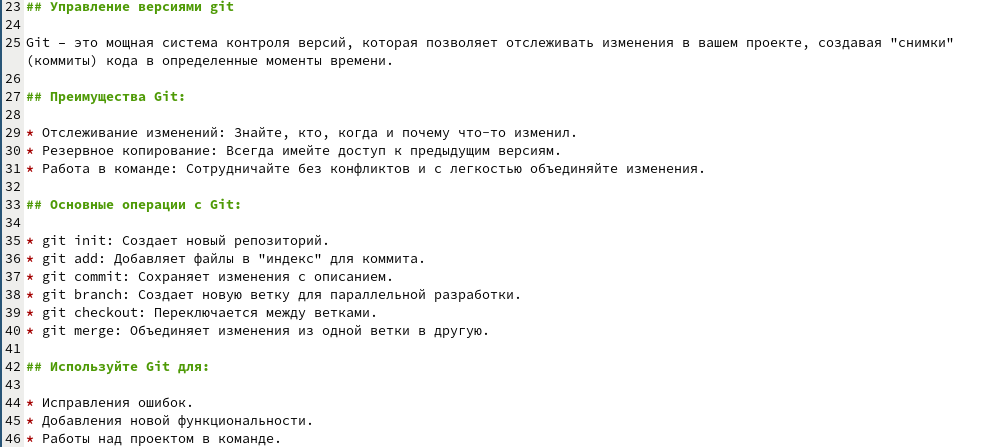 23 ## Управление версиями git
24
25 Git – это мощная система контроля версий, которая позволяет отслеживать изменения в вашем проекте, создавая "снимки"
(коммиты) кода в определенные моменты времени.
26
27 ## Преимущества Git:
28
29 * Отслеживание изменений: Знайте, кто, когда и почему что-то изменил.
30 * Резервное копирование: Всегда имейте доступ к предыдущим версиям.
31 * Работа в команде: Сотрудничайте без конфликтов и с легкостью объединяйте изменения.
32
33 ## Основные операции с Git:
34
35 * git init: Создает новый репозиторий.
36 * git add: Добавляет файлы в "индекс" для коммита.
37 * git commit: Сохраняет изменения с описанием.
38 * git branch: Создает новую ветку для параллельной разработки.
39 * git checkout: Переключается между ветками.
40 * git merge: Объединяет изменения из одной ветки в другую.
41
42 ## Используйте Git для:
43
44 * Исправления ошибок.
45 * Добавления новой функциональности.
46 * Работы над проектом в команде.